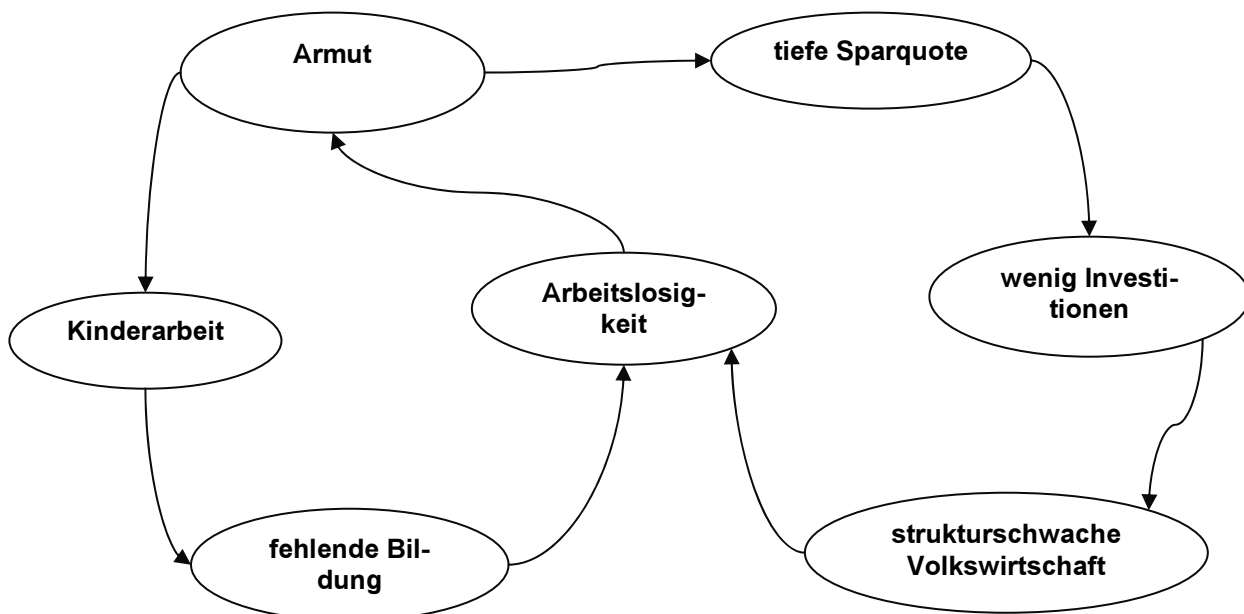 Armut
tiefe Sparquote
Arbeitslosig-
keit
wenig Investi-
tionen
Kinderarbeit
fehlende Bil-
dung
strukturschwache
Volkswirtschaft